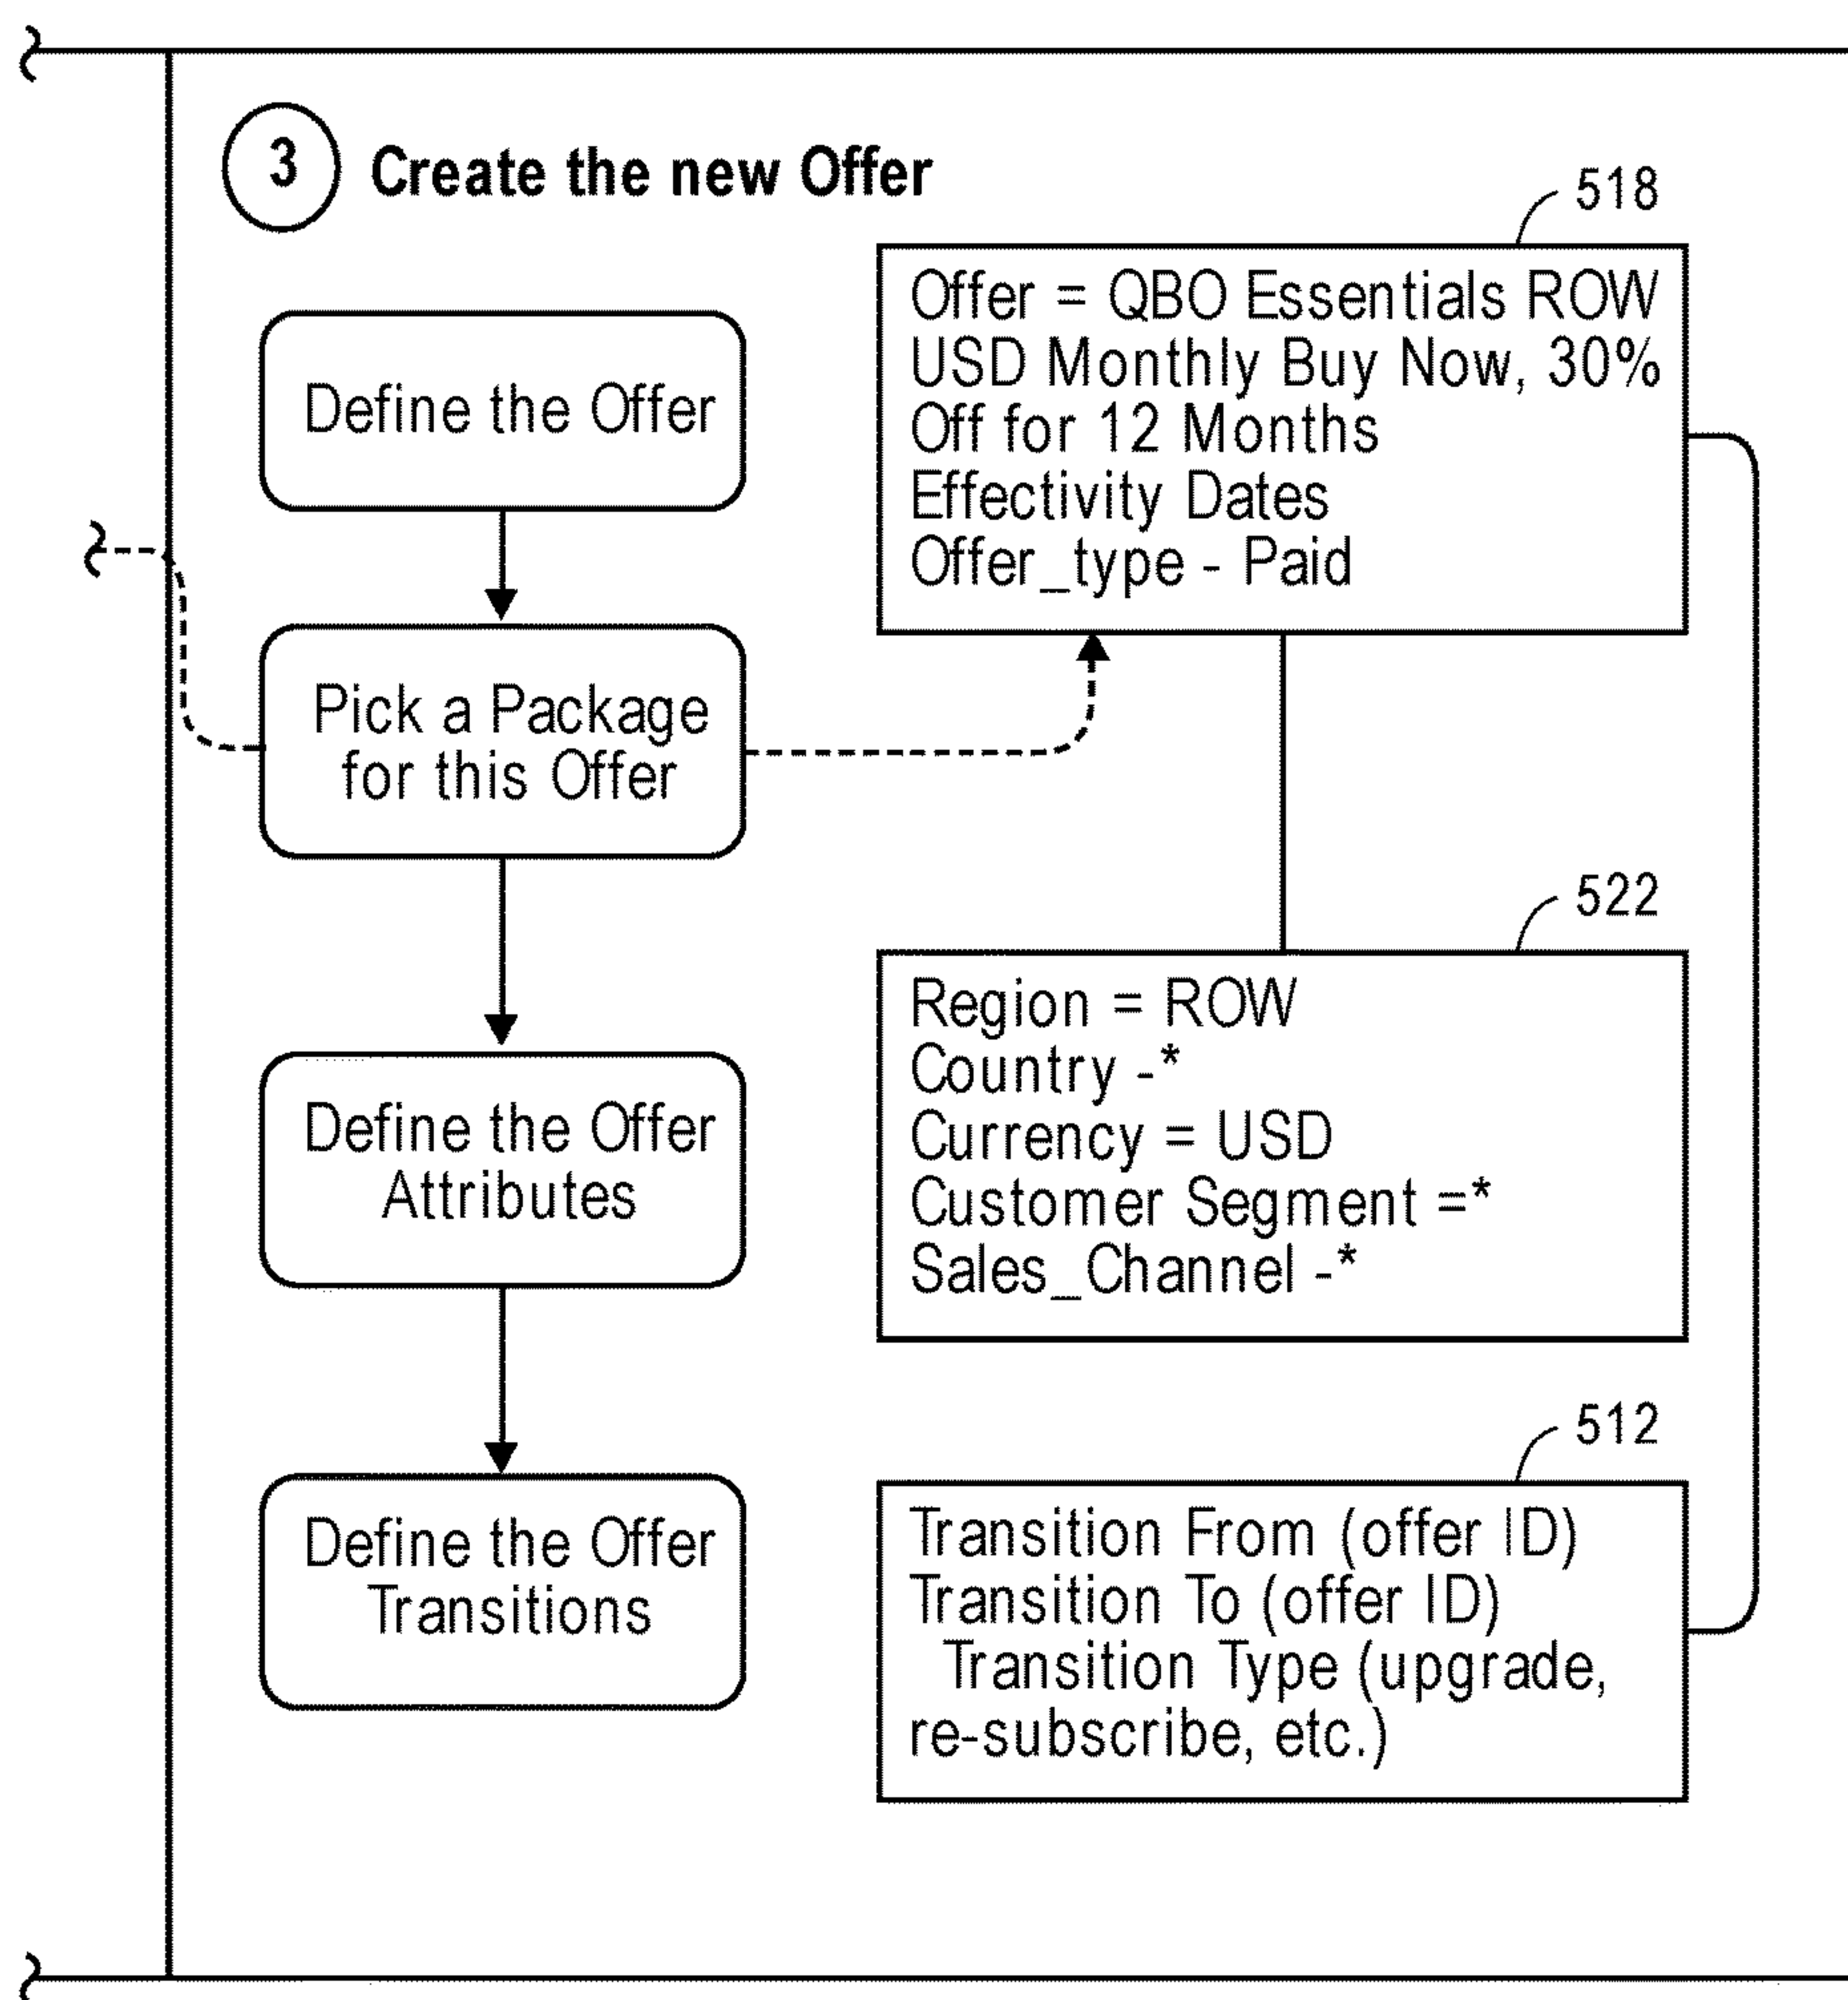 3 Create the new Offer
Define the Offer
Pick a Package
for this Offer
Define the Offer
Attributes
Define the Offer
Transitions
518
Offer = QBO Essentials ROW
USD Monthly Buy Now, 30%
Off for 12 Months
Effectivity Dates
Offer_type - Paid
522
Region = ROW
Country -*
Currency = USD
Customer Segment =*
Sales_Channel -*
512
Transition From (offer ID)
Transition To (offer ID)
Transition Type (upgrade,
re-subscribe, etc.)